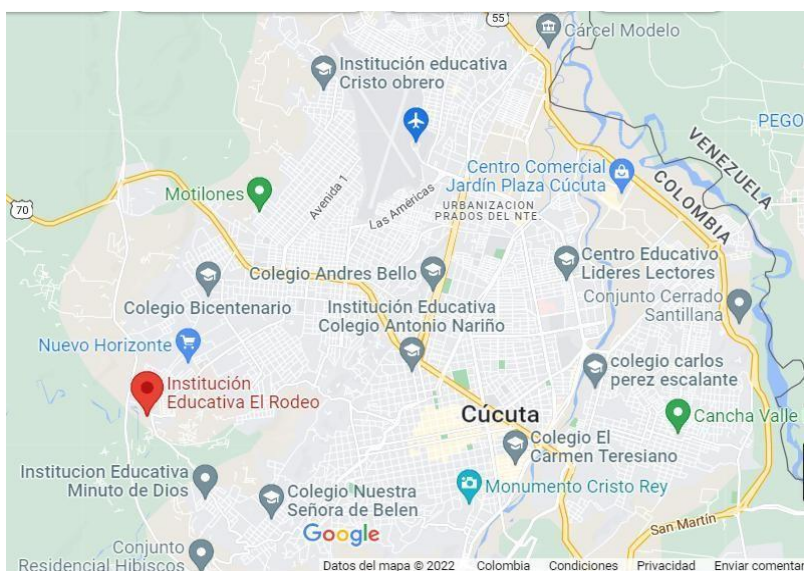 55
Cárcel Modelo
Institución educativa
Cristo obrero
PEGO
VENEZUELA
COLOMBIA
Centro Comercial
Jardín Plaza Cúcuta
Motilones
Avenida 1
Las Américas
URBANIZACION
PRADOS DEL NTE.
70
Colegio Andres Bello
Centro Educativo
Lideres Lectores
Colegio Bicentenario
Institución Educativa
Colegio Antonio Nariño
Conjunto Cerrado
Santillana
Nuevo Horizonte
colegio carlos
perez escalante
Institución
Educativa El Rodeo
Cúcuta
Cancha Valle
Colegio El
Carmen Teresiano
Institucion Educativa
Minuto de Dios
Colegio Nuestra
Señora de Belen
Monumento Cristo Rey
San Martín
Google
Conjunto
Residencial Hibiscos
Datos del mapa © 2022 Colombia Condiciones Privacidad Enviar comentar